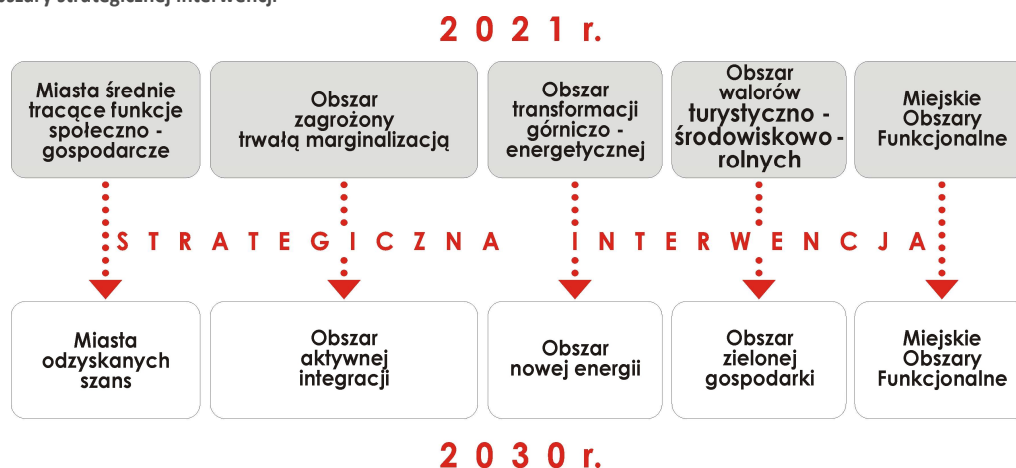 strategicznej interwencji
2 0 2 1 r.
Miasta średnie
tracące funkcje
społeczno -
gospodarcze
Obszar
zagrożony
trwałą marginalizacją
Obszar
transformacji
górniczo -
energetycznej
Obszar
walorów
turystyczno -
środowiskowo -
rolnych
Miejskie
Obszary
Funkcjonalne
S T R A T E G I C Z N A I N T E R W E N C J A
Miasta
odzyskanych
szans
Obszar
aktywnej
integracji
Obszar
nowej energii
Obszar
zielonej
gospodarki
Miejskie
Obszary
Funkcjonalne
2 0 3 0 r.